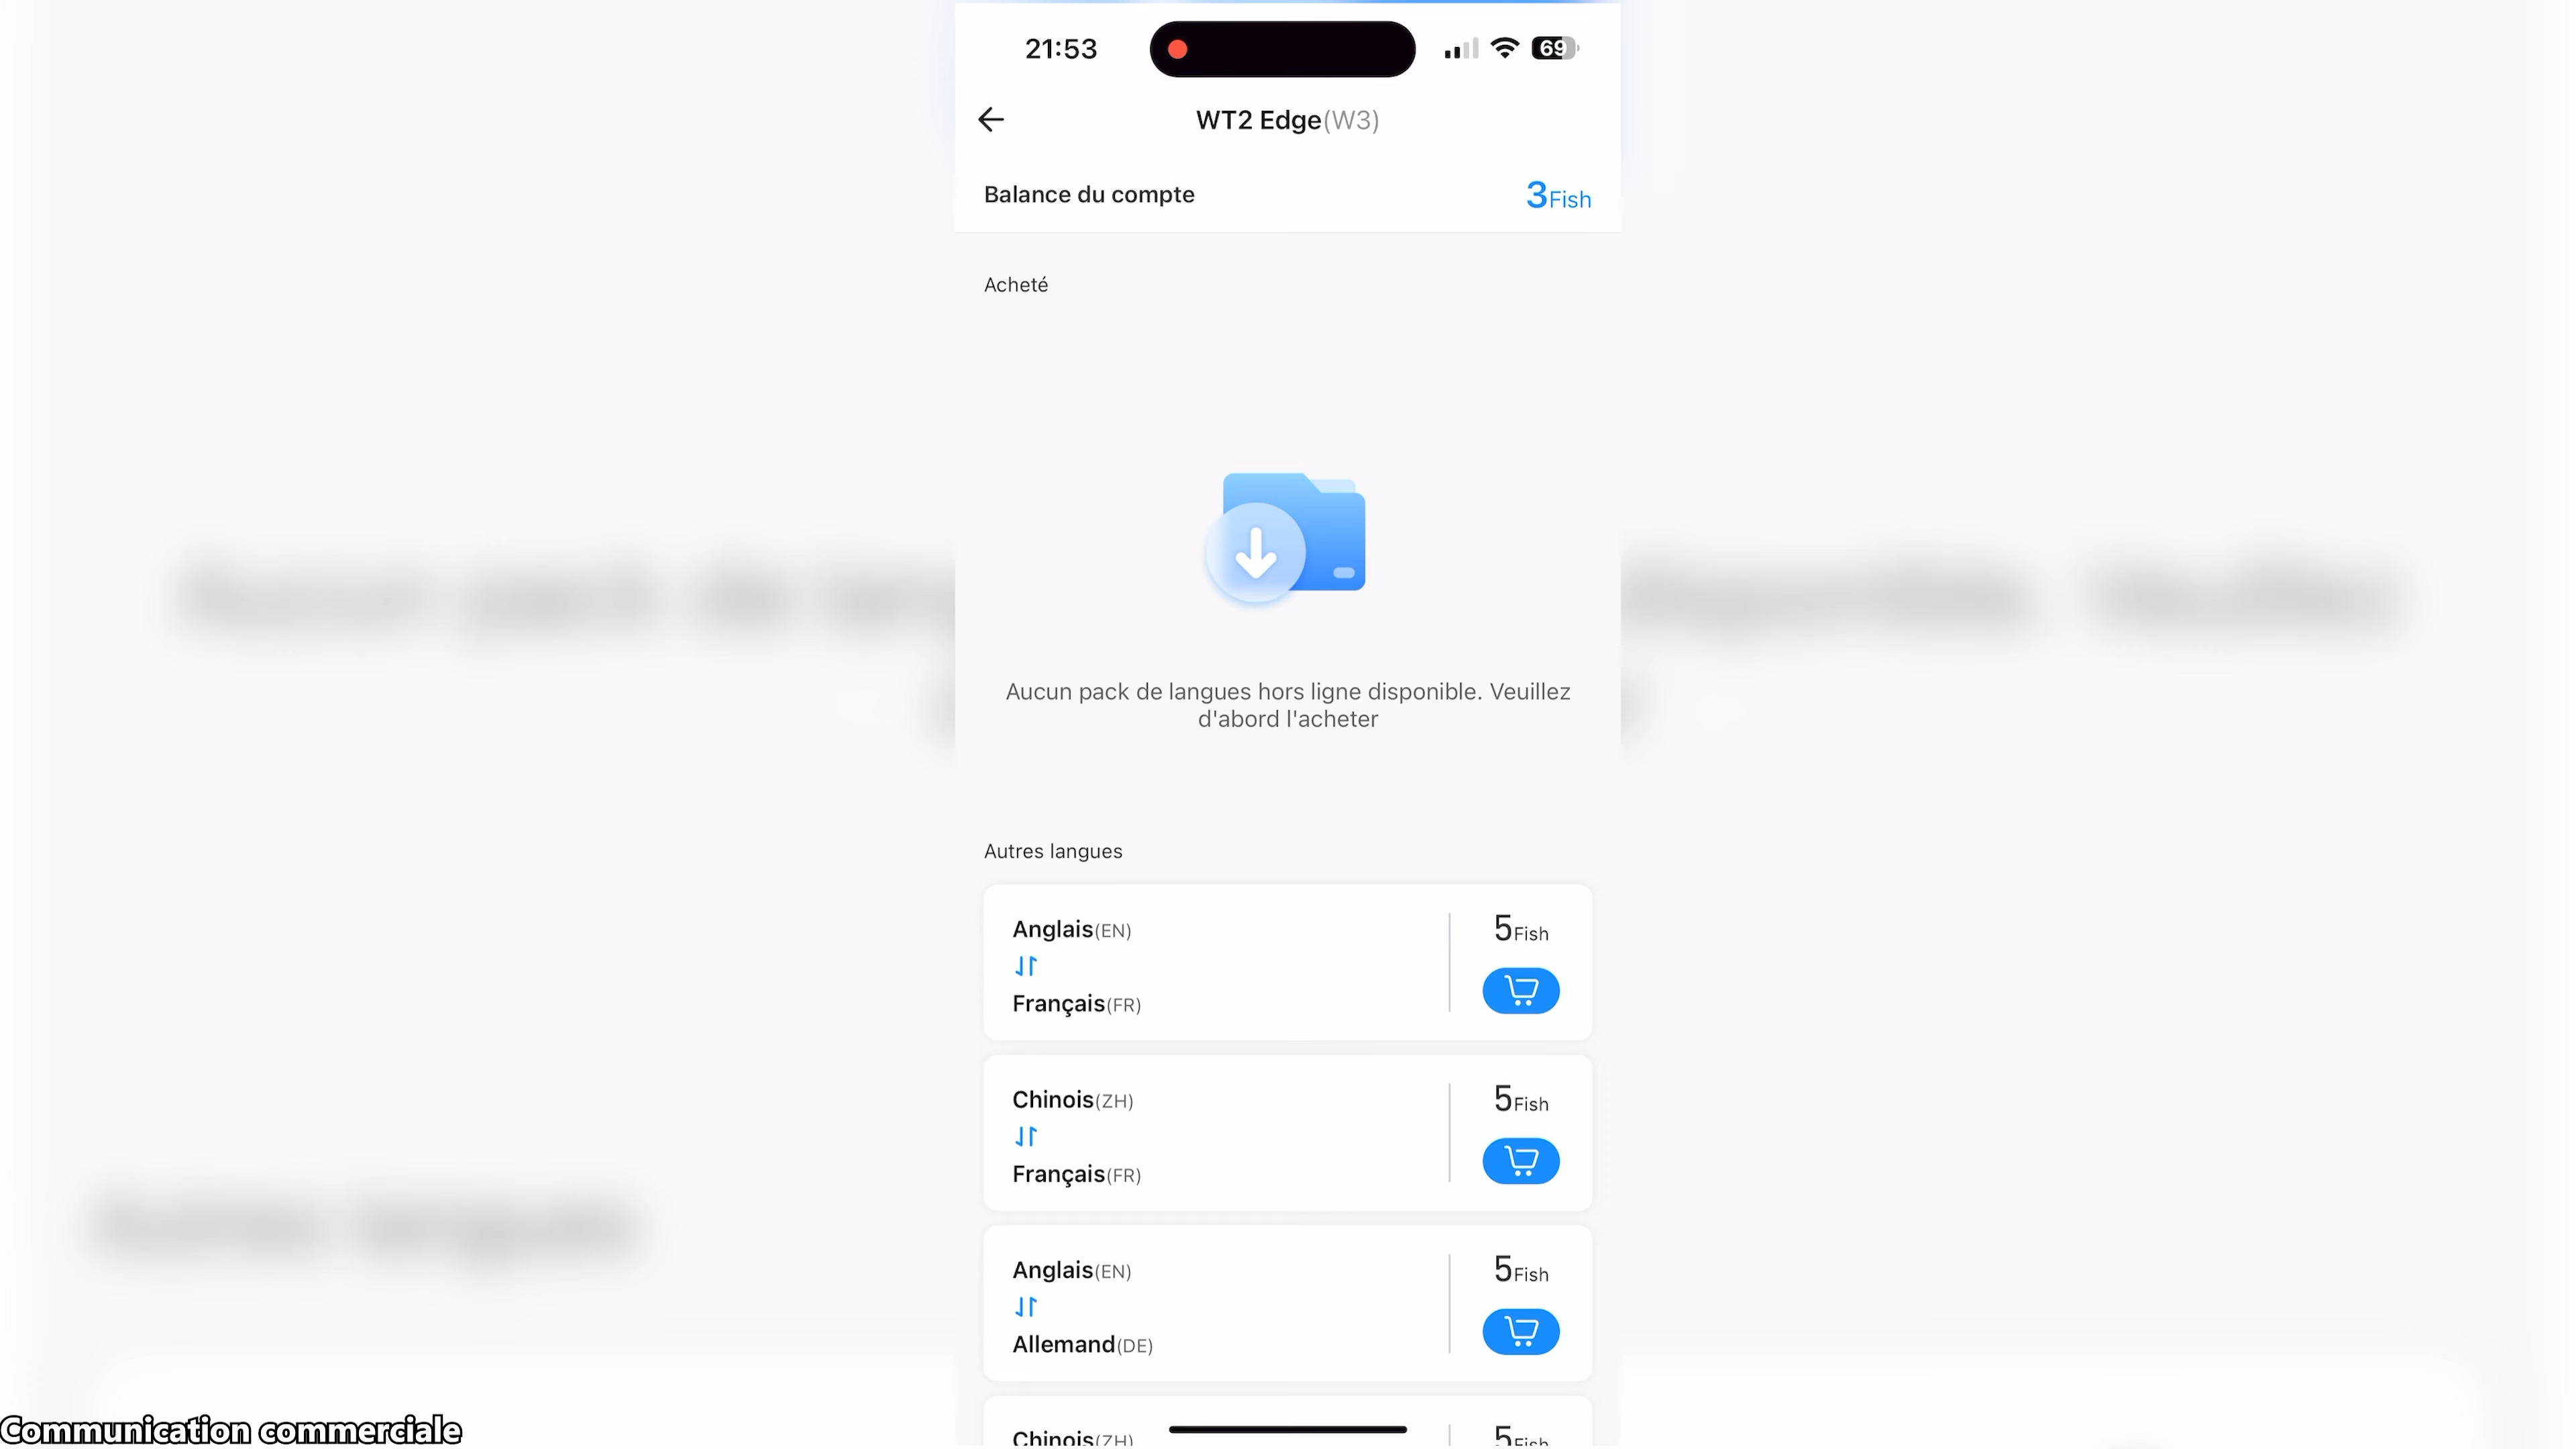 21:53
69
WT2 Edge(W3)
Balance du compte
3Fish
Acheté
Aucun pack de langues hors ligne disponible. Veuillez
d'abord l'acheter
Autres langues
Anglais(EN)
5Fish
Français(FR)
Chinois(ZH)
5Fish
Français(FR)
Anglais(EN)
5Fish
Allemand(DE)
Chinois(ZH)
5Fish
Communication commerciale